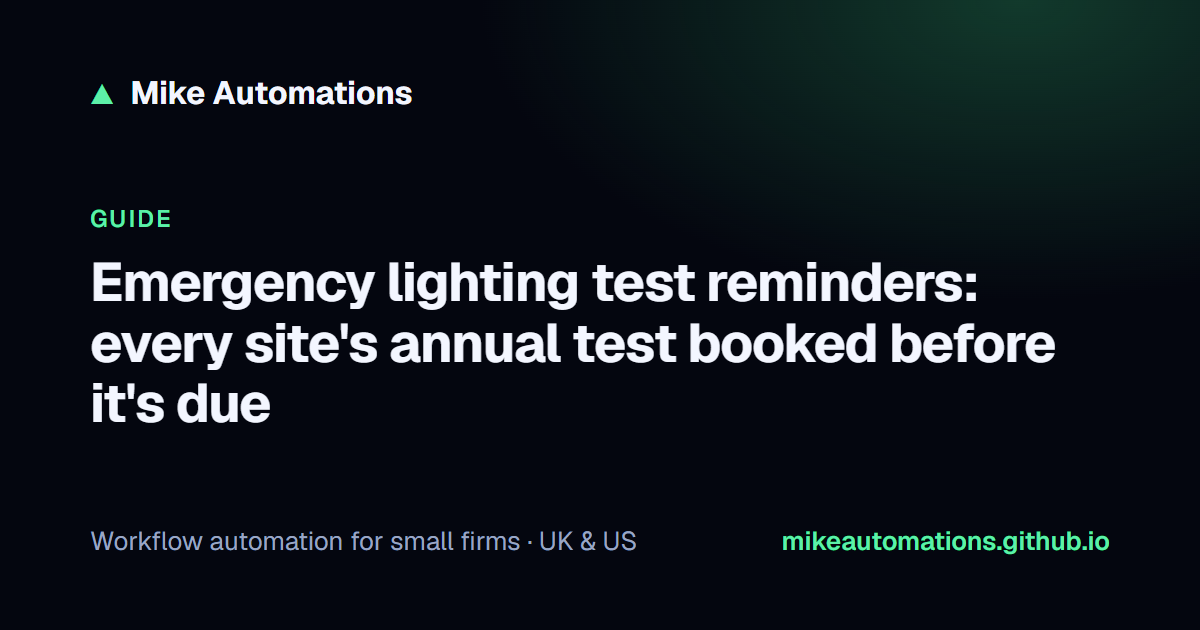 Mike Automations
GUIDE
Emergency lighting test reminders:
every site's annual test booked before
it's due
Workflow automation for small firms · UK & US
mikeautomations.github.io